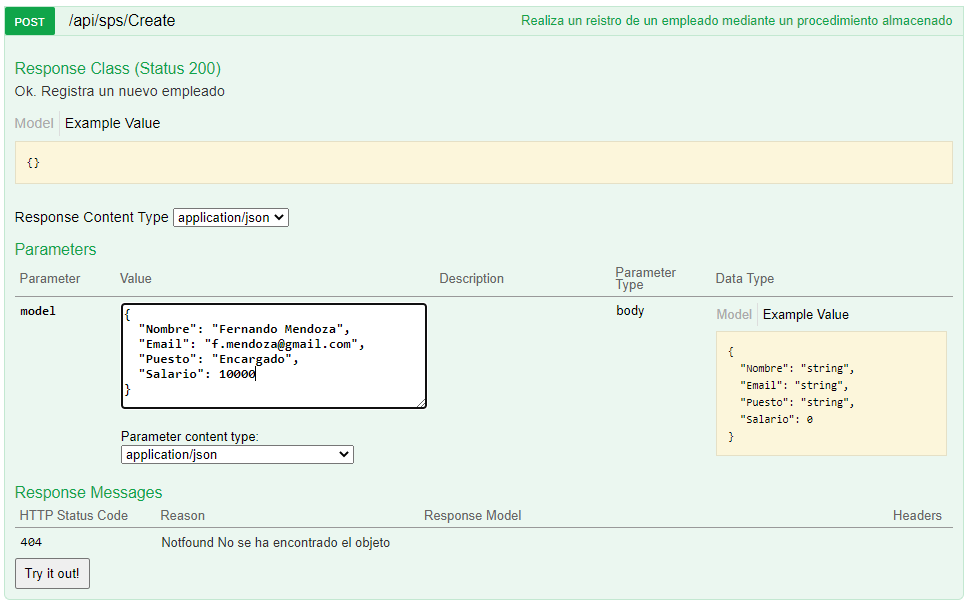 POST /api/sps/Create Realiza un reistro de un empleado mediante un procedimiento almacenado
Response Class (Status 200)
Ok. Registra un nuevo empleado
Model Example Value
{}
Response Content Type application/json
Parameters
Parameter Value Description Parameter Type Data Type
model
{
"Nombre": "Fernando Mendoza",
"Email": "f.mendoza@gmail.com",
"Puesto": "Encargado",
"Salario": 10000
}
Parameter content type:
application/json
body
Model Example Value
{
"Nombre": "string",
"Email": "string",
"Puesto": "string",
"Salario": 0
}
Response Messages
HTTP Status Code Reason Response Model Headers
404 Notfound No se ha encontrado el objeto
Try it out!